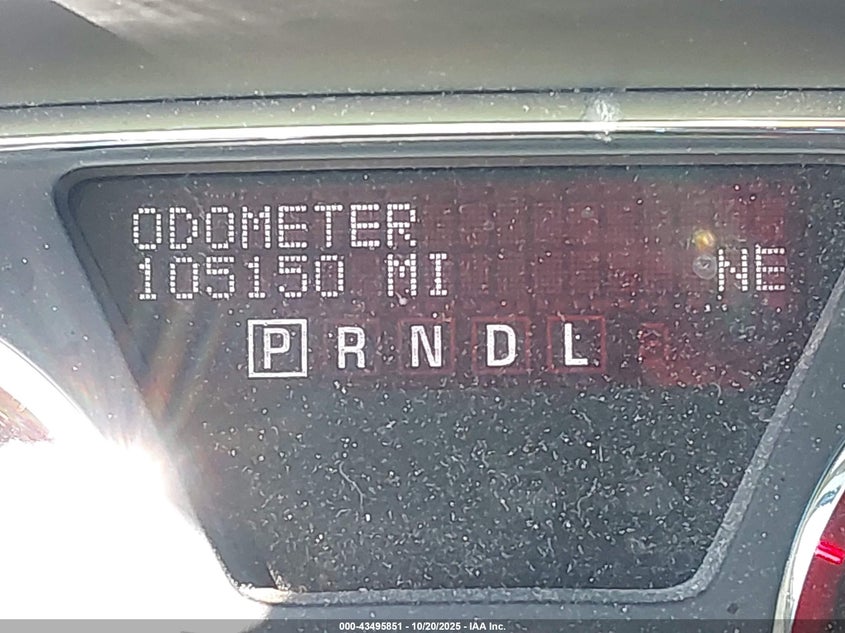 ODOMETER
105150 MI NE
P R N D L
000-43495851 - 10/20/2025 - IAA Inc.